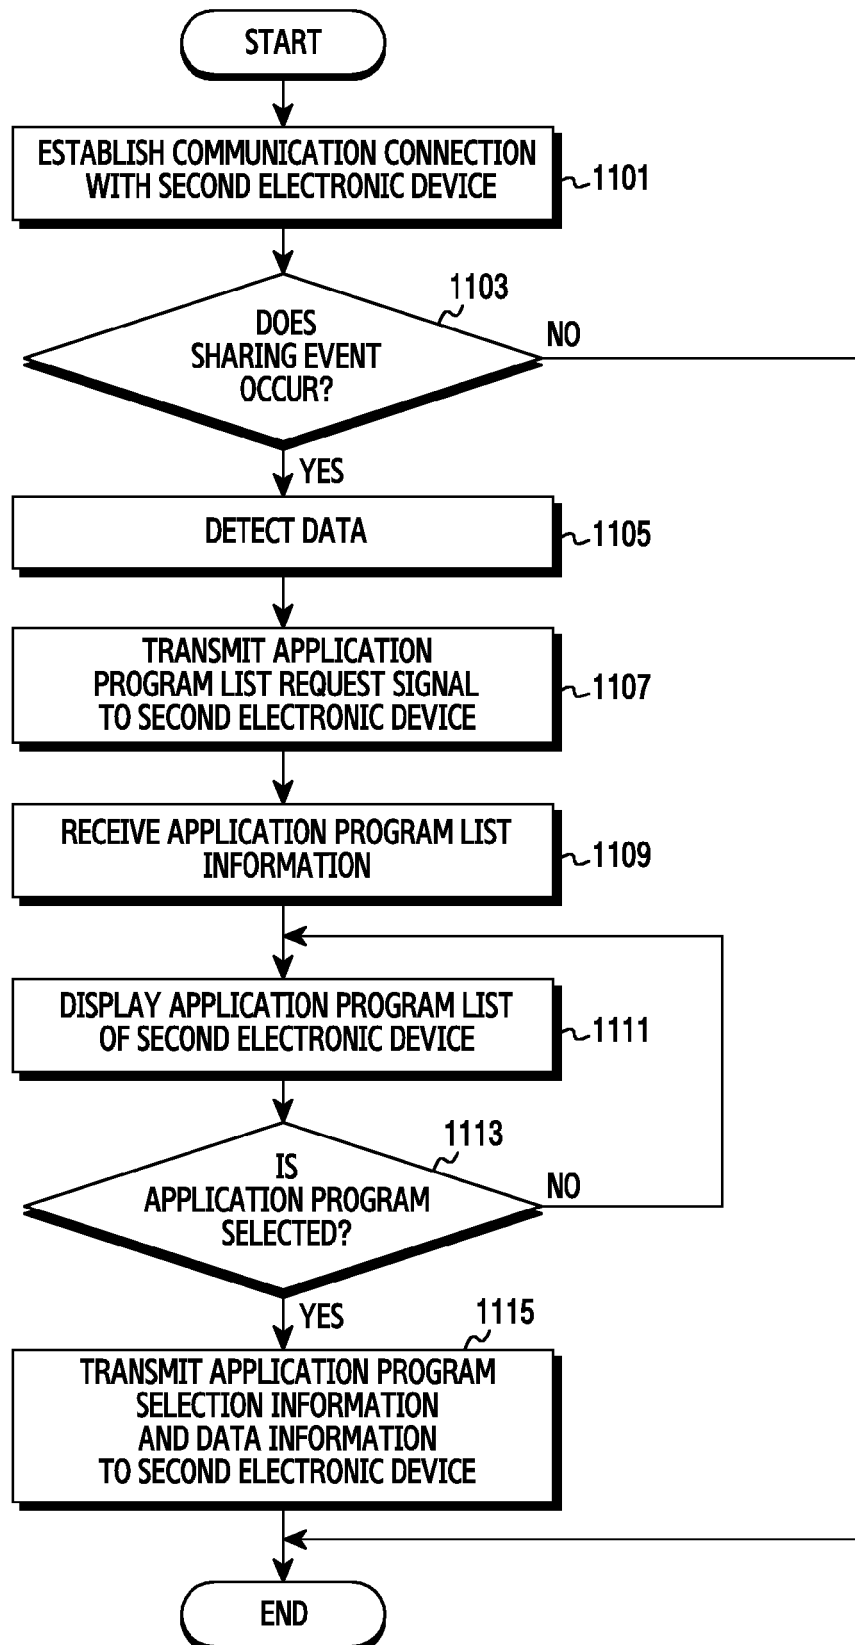 START
ESTABLISH COMMUNICATION CONNECTION
WITH SECOND ELECTRONIC DEVICE
1101
1103
DOES
SHARING EVENT
OCCUR?
NO
YES
DETECT DATA
1105
TRANSMIT APPLICATION
PROGRAM LIST REQUEST SIGNAL
TO SECOND ELECTRONIC DEVICE
1107
RECEIVE APPLICATION PROGRAM LIST
INFORMATION
1109
DISPLAY APPLICATION PROGRAM LIST
OF SECOND ELECTRONIC DEVICE
1111
1113
IS
APPLICATION PROGRAM
SELECTED?
NO
YES
1115
TRANSMIT APPLICATION PROGRAM
SELECTION INFORMATION
AND DATA INFORMATION
TO SECOND ELECTRONIC DEVICE
END